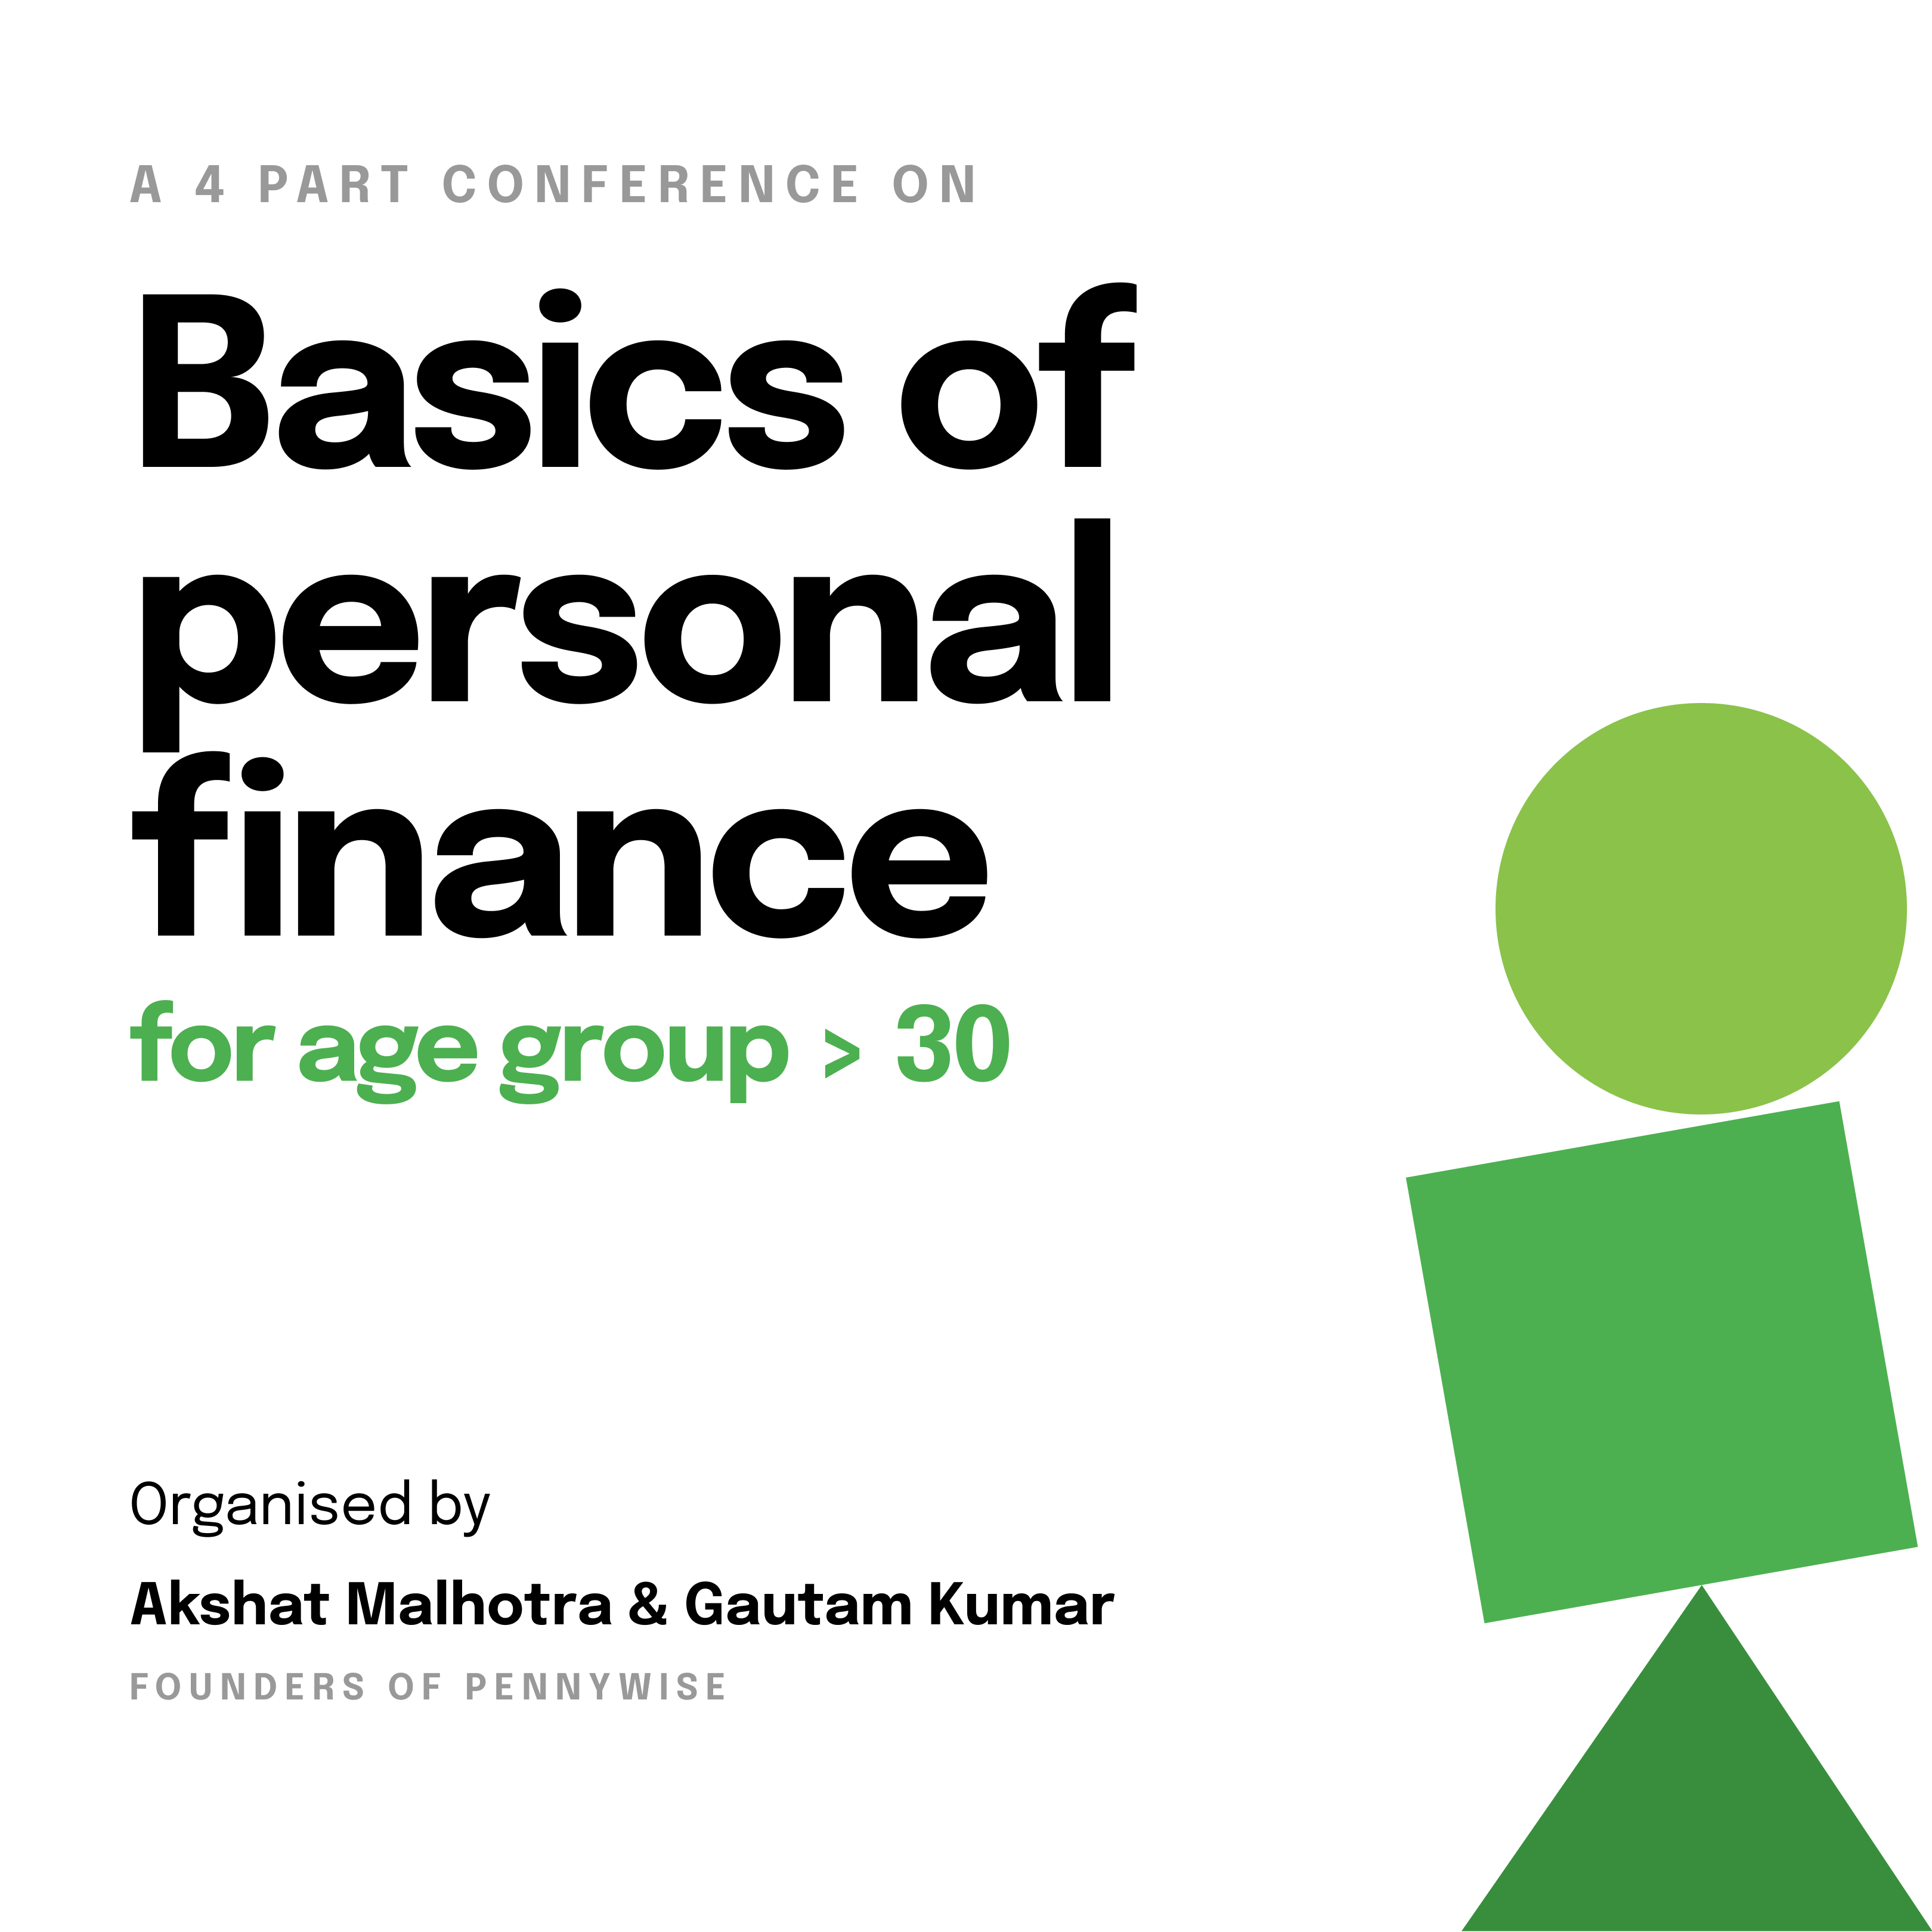 A 4 PART CONFERENCE ON
Basics of
personal
finance
for age group > 30
Organised by
Akshat Malhotra & Gautam Kumar
FOUNDERS OF PENNYWISE